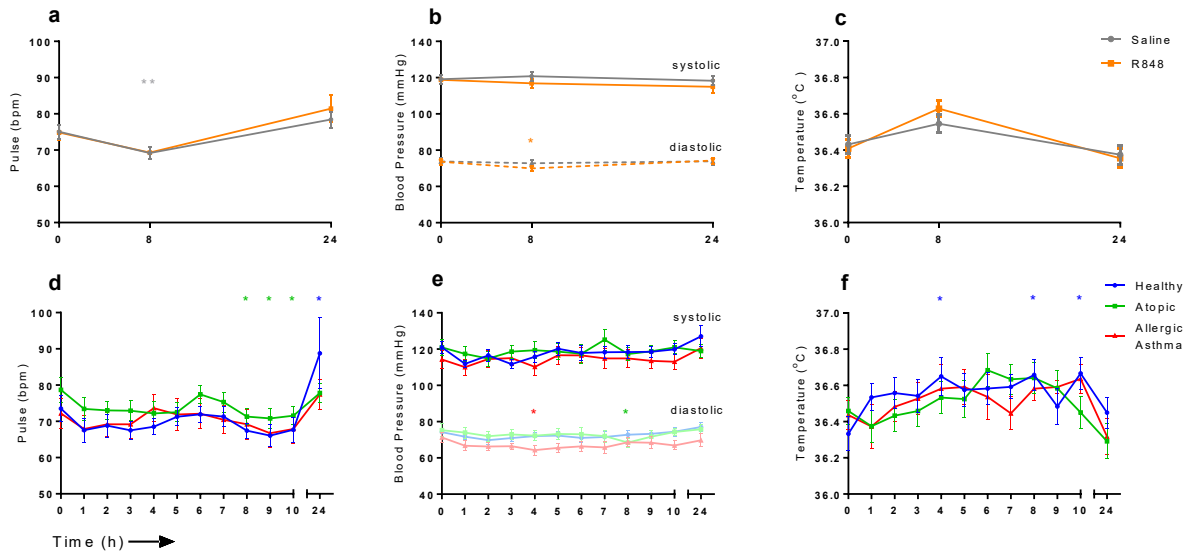 a
Pulse (bpm)
100
90
80
70
60
50
0
8
24
**
b
Blood Pressure (mmHg)
140
120
100
80
60
40
0
8
24
systolic
*
diastolic
c
Temperature (°C)
37.0
36.8
36.6
36.4
36.2
36.0
0
8
24
Saline
R848
d
Pulse (bpm)
100
90
80
70
60
50
0 1 2 3 4 5 6 7 8 9 10 24
* * * *
Time (h)
e
Blood Pressure (mmHg)
140
120
100
80
60
40
0 1 2 3 4 5 6 7 8 9 10 24
systolic
* *
diastolic
f
Temperature (°C)
37.0
36.8
36.6
36.4
36.2
36.0
0 1 2 3 4 5 6 7 8 9 10 24
* * *
Healthy
Atopic
Allergic
Asthma